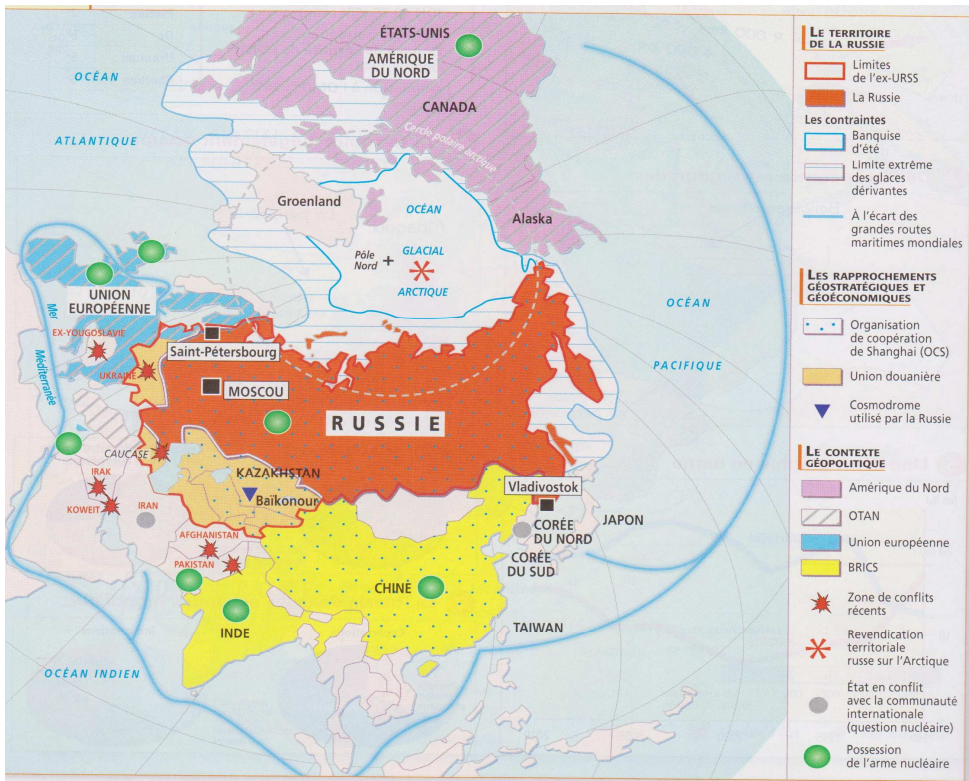 ÉTATS-UNIS
AMÉRIQUE
DU NORD
CANADA
Cercle polaire arctique
Alaska
Groenland
OCÉAN
ATLANTIQUE
OCÉAN
GLACIAL
ARCTIQUE
Pôle
Nord
OCÉAN
PACIFIQUE
UNION
EUROPÉENNE
Mer
Méditerranée
EX-YOUGOSLAVIE
UKRAINE
Saint-Pétersbourg
MOSCOU
RUSSIE
CAUCASE
KAZAKHSTAN
Baïkonour
IRAK
KOWEIT
IRAN
AFGHANISTAN
PAKISTAN
Vladivostok
CORÉE
DU NORD
JAPON
CORÉE
DU SUD
CHINE
TAIWAN
INDE
OCÉAN INDIEN
LE TERRITOIRE
DE LA RUSSIE
Limites
de l'ex-URSS
La Russie
Les contraintes
Banquise
d'été
Limite extrême
des glaces
dérivantes
À l'écart des
grandes routes
maritimes mondiales
LES RAPPROCHEMENTS
GÉOSTRATÉGIQUES ET
GÉOÉCONOMIQUES
Organisation
de coopération
de Shanghai (OCS)
Union douanière
Cosmodrome
utilisé par la Russie
LE CONTEXTE
GÉOPOLITIQUE
Amérique du Nord
OTAN
Union européenne
BRICS
Zone de conflits
récents
Revendication
territoriale
russe sur l'Arctique
État en conflit
avec la communauté
internationale
(question nucléaire)
Possession
de l'arme nucléaire